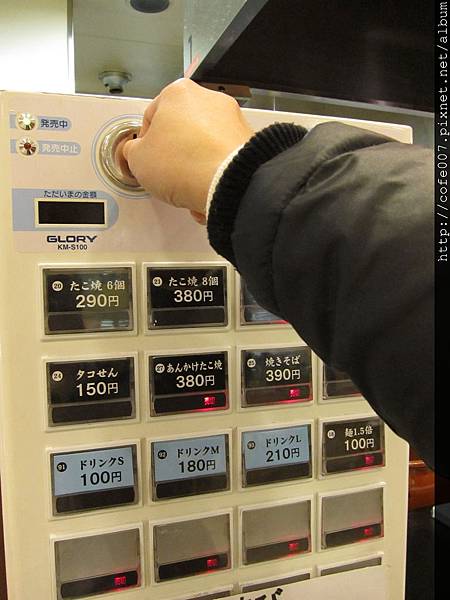 発売中
発売中止
ただいまの金額
GLORY
KM-S100
20 たこ焼 6個
290円
21 たこ焼 8個
380円
24 タコせん
150円
27 あんかけたこ焼
380円
25 焼きそば
390円
91 ドリンクS
100円
92 ドリンクM
180円
93 ドリンクL
210円
麺1.5倍
100円
http://cofe007.pixnet.net/album